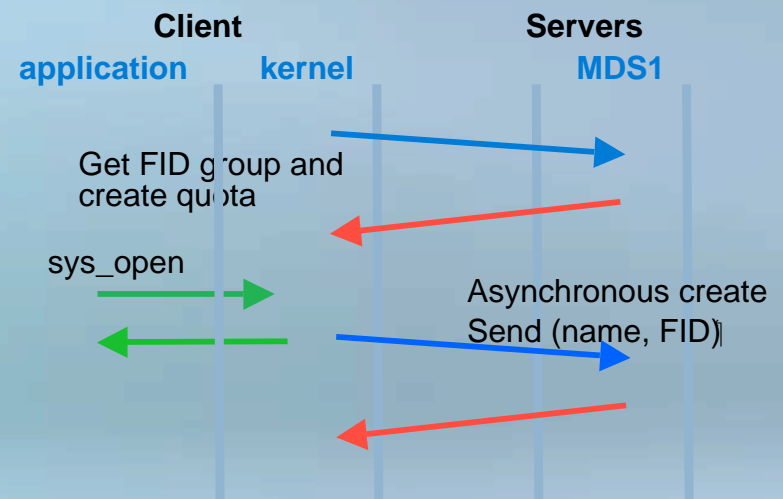 Client Servers
application kernel MDS1
Get FID group and
create quota
sys_open
Asynchronous create
Send (name, FID)